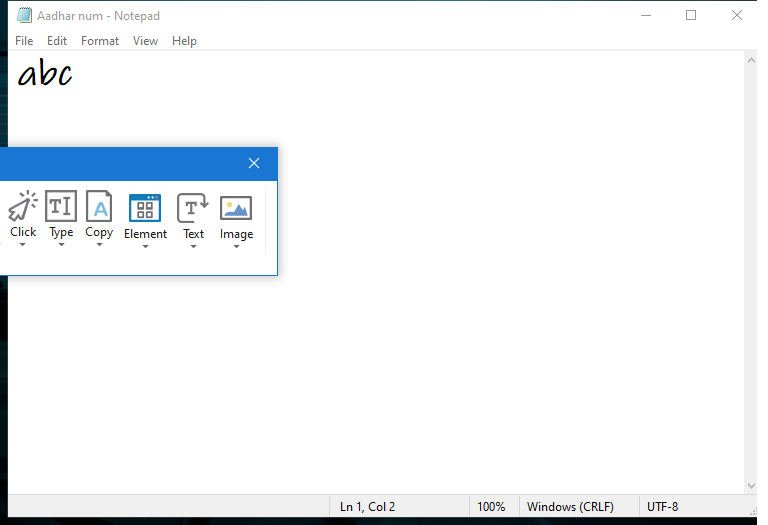 Aadhar num - Notepad
File Edit Format View Help
abc
Click Type Copy Element Text Image
Ln 1, Col 2 100% Windows (CRLF) UTF-8